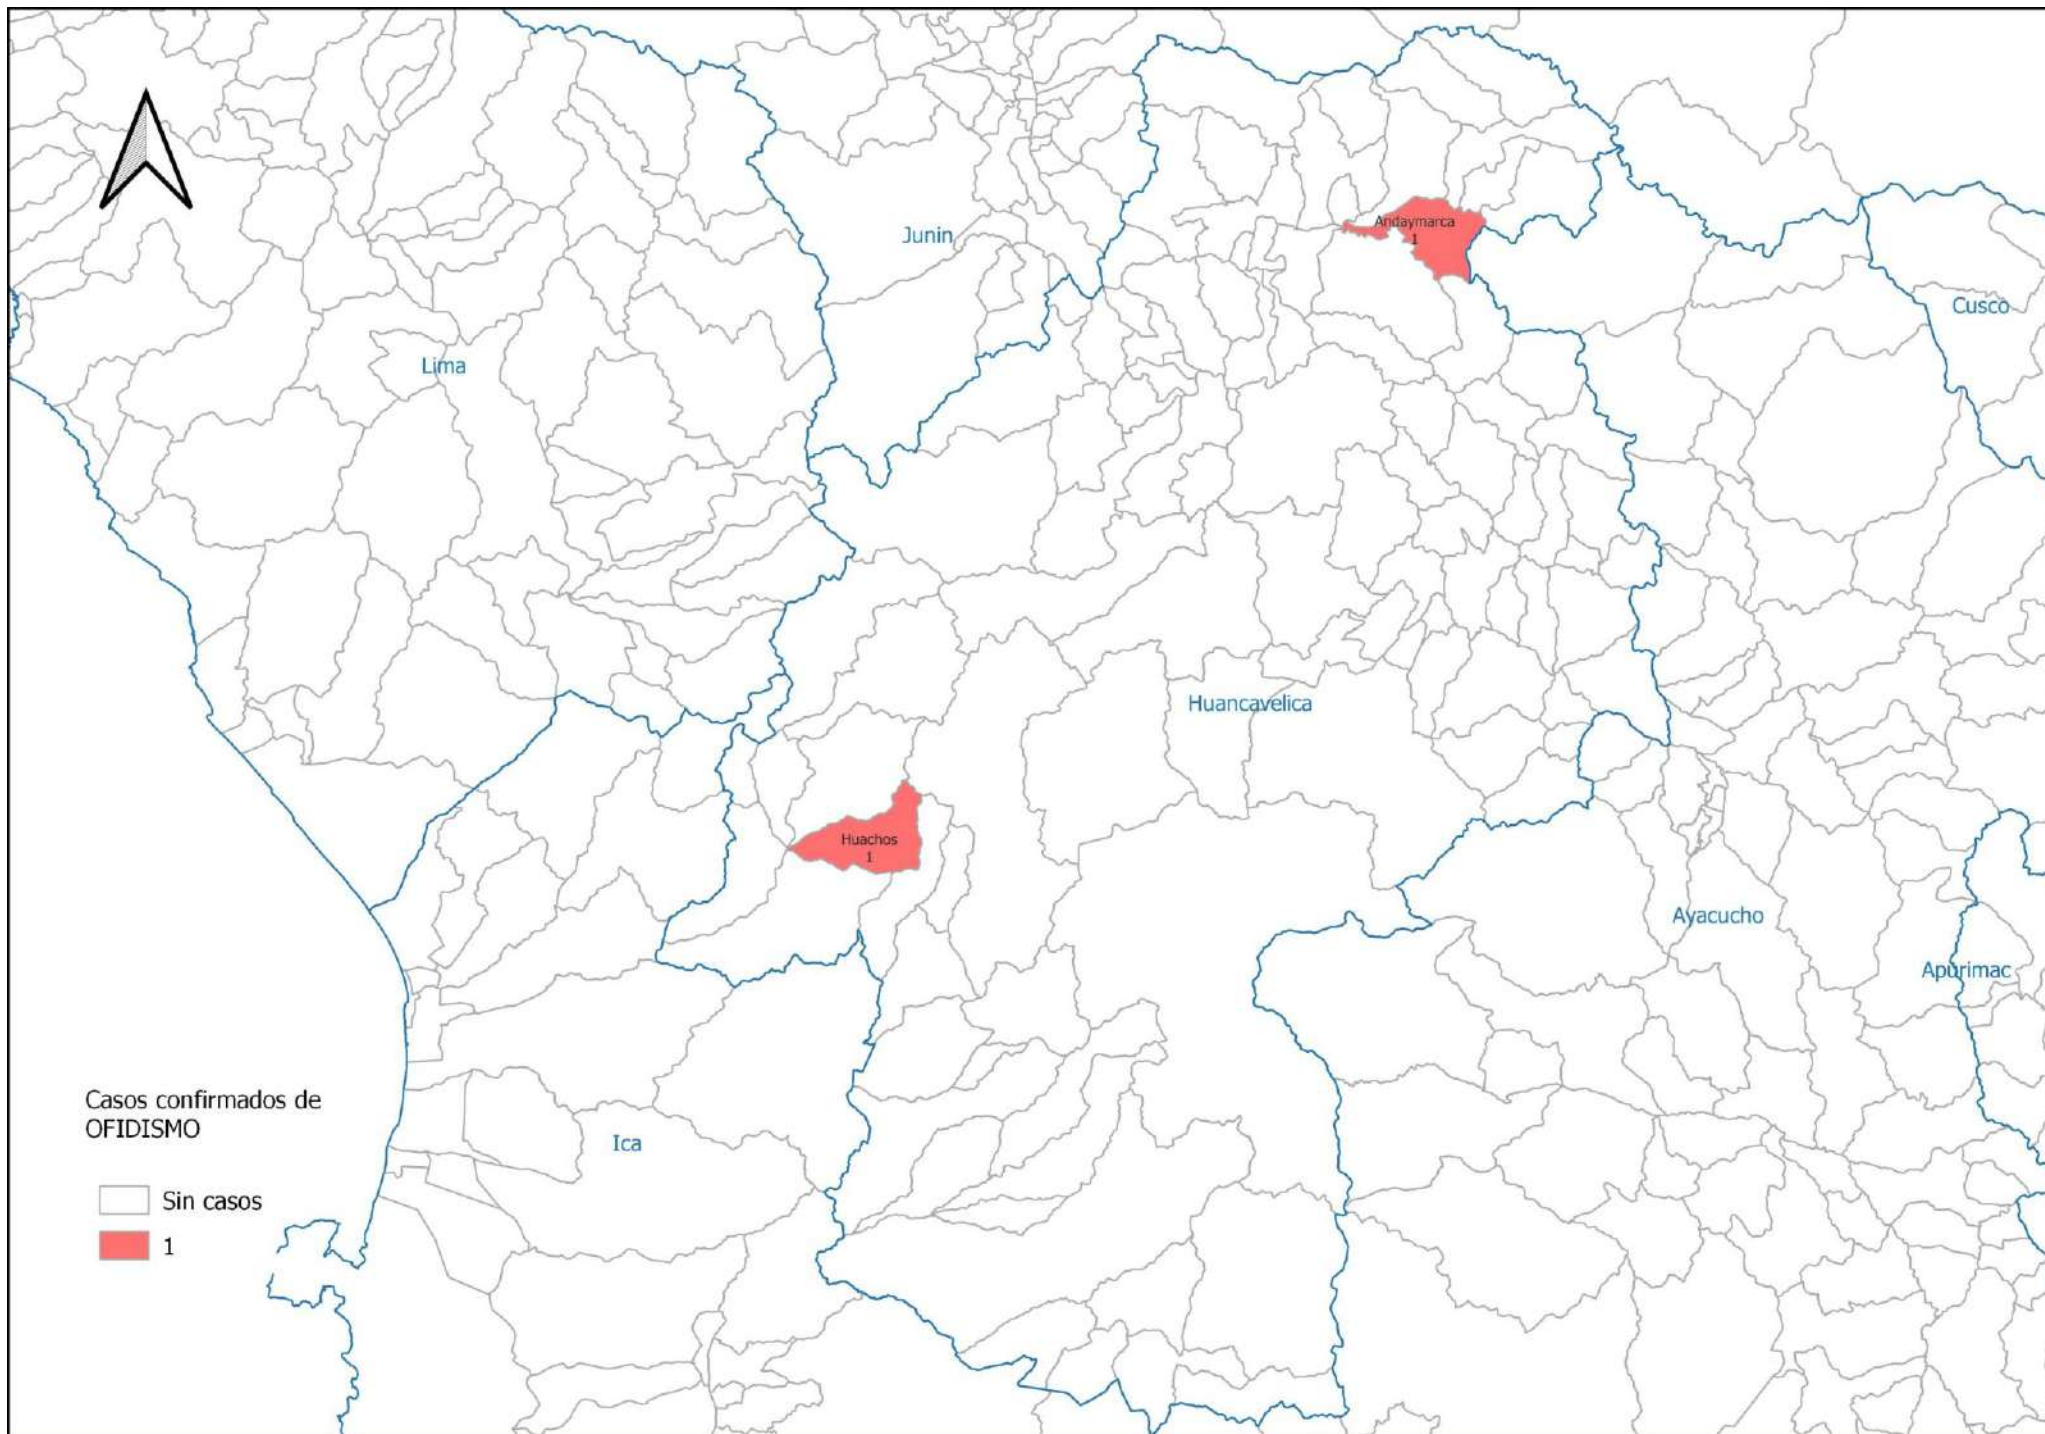 Andaymarca
1
Junin
Cusco
Lima
Huancavelica
Huachos
1
Ayacucho
Apurimac
Casos confirmados de
OFIDISMO
Ica
Sin casos
1